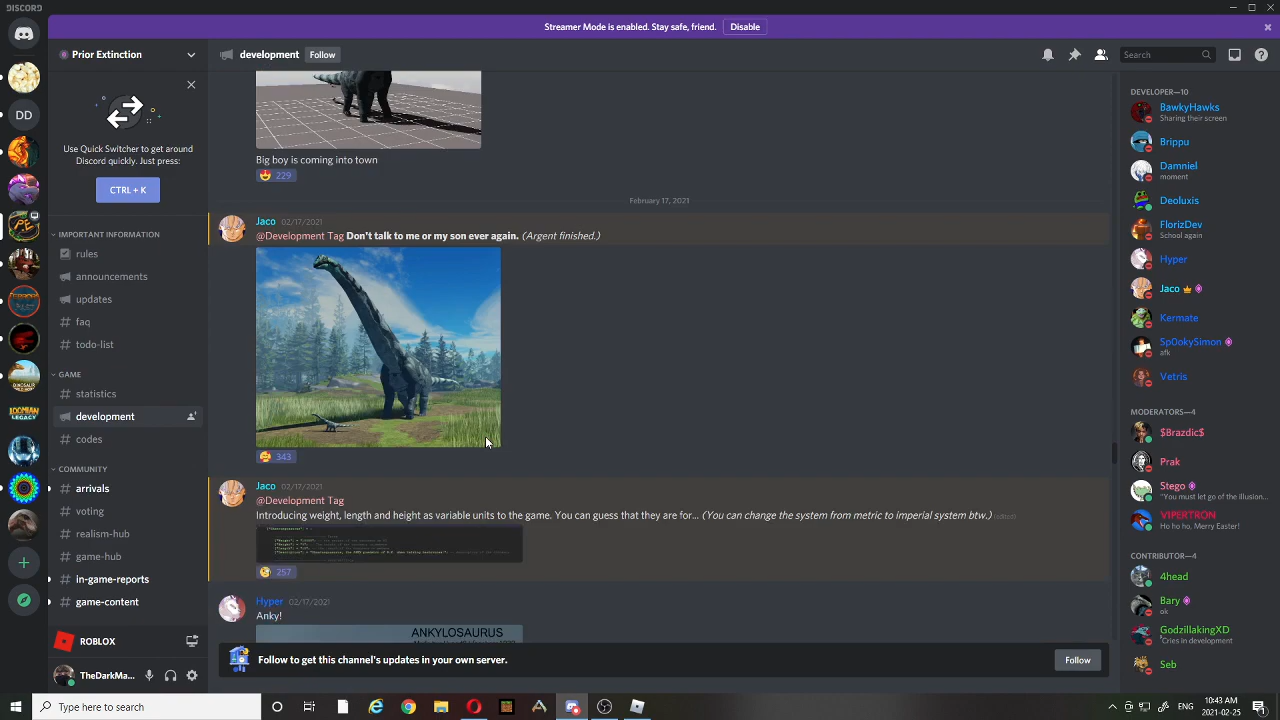 DISCORD
Streamer Mode is enabled. Stay safe, friend. Disable
Prior Extinction
development Follow
Search
Use Quick Switcher to get around
Discord quickly. Just press:
CTRL + K
IMPORTANT INFORMATION
rules
announcements
updates
faq
todo-list
GAME
statistics
development
codes
COMMUNITY
arrivals
voting
realism-hub
game-hub
in-game-reports
game-content
ROBLOX
TheDarkMa...
DD
LOOMIAN
LEGACY
Big boy is coming into town
229
February 17, 2021
Jaco 02/17/2021
@Development Tag Don't talk to me or my son ever again. (Argent finished.)
343
Jaco 02/17/2021
@Development Tag
Introducing weight, length and height as variable units to the game. You can guess that they are for... (You can change the system from metric to imperial system btw.) (edited)
257
Hyper 02/17/2021
Anky!
ANKYLOSAURUS
Follow to get this channel's updates in your own server. Follow
DEVELOPER—10
BawkyHawks
Sharing their screen
Brippu
Damniel
moment
Deoluxis
FlorizDev
School again
Hyper
Jaco
Kermate
Sp0okySimon
afk
Vetris
MODERATORS—4
$Brazdic$
Prak
Stego
"You must let go of the illusion...
VIPERTRON
Ho ho ho, Merry Easter!
CONTRIBUTOR—4
4head
Bary
ok
GodzillakingXD
*Cries in development
Seb
Type here to search
10:43 AM
2021-02-25